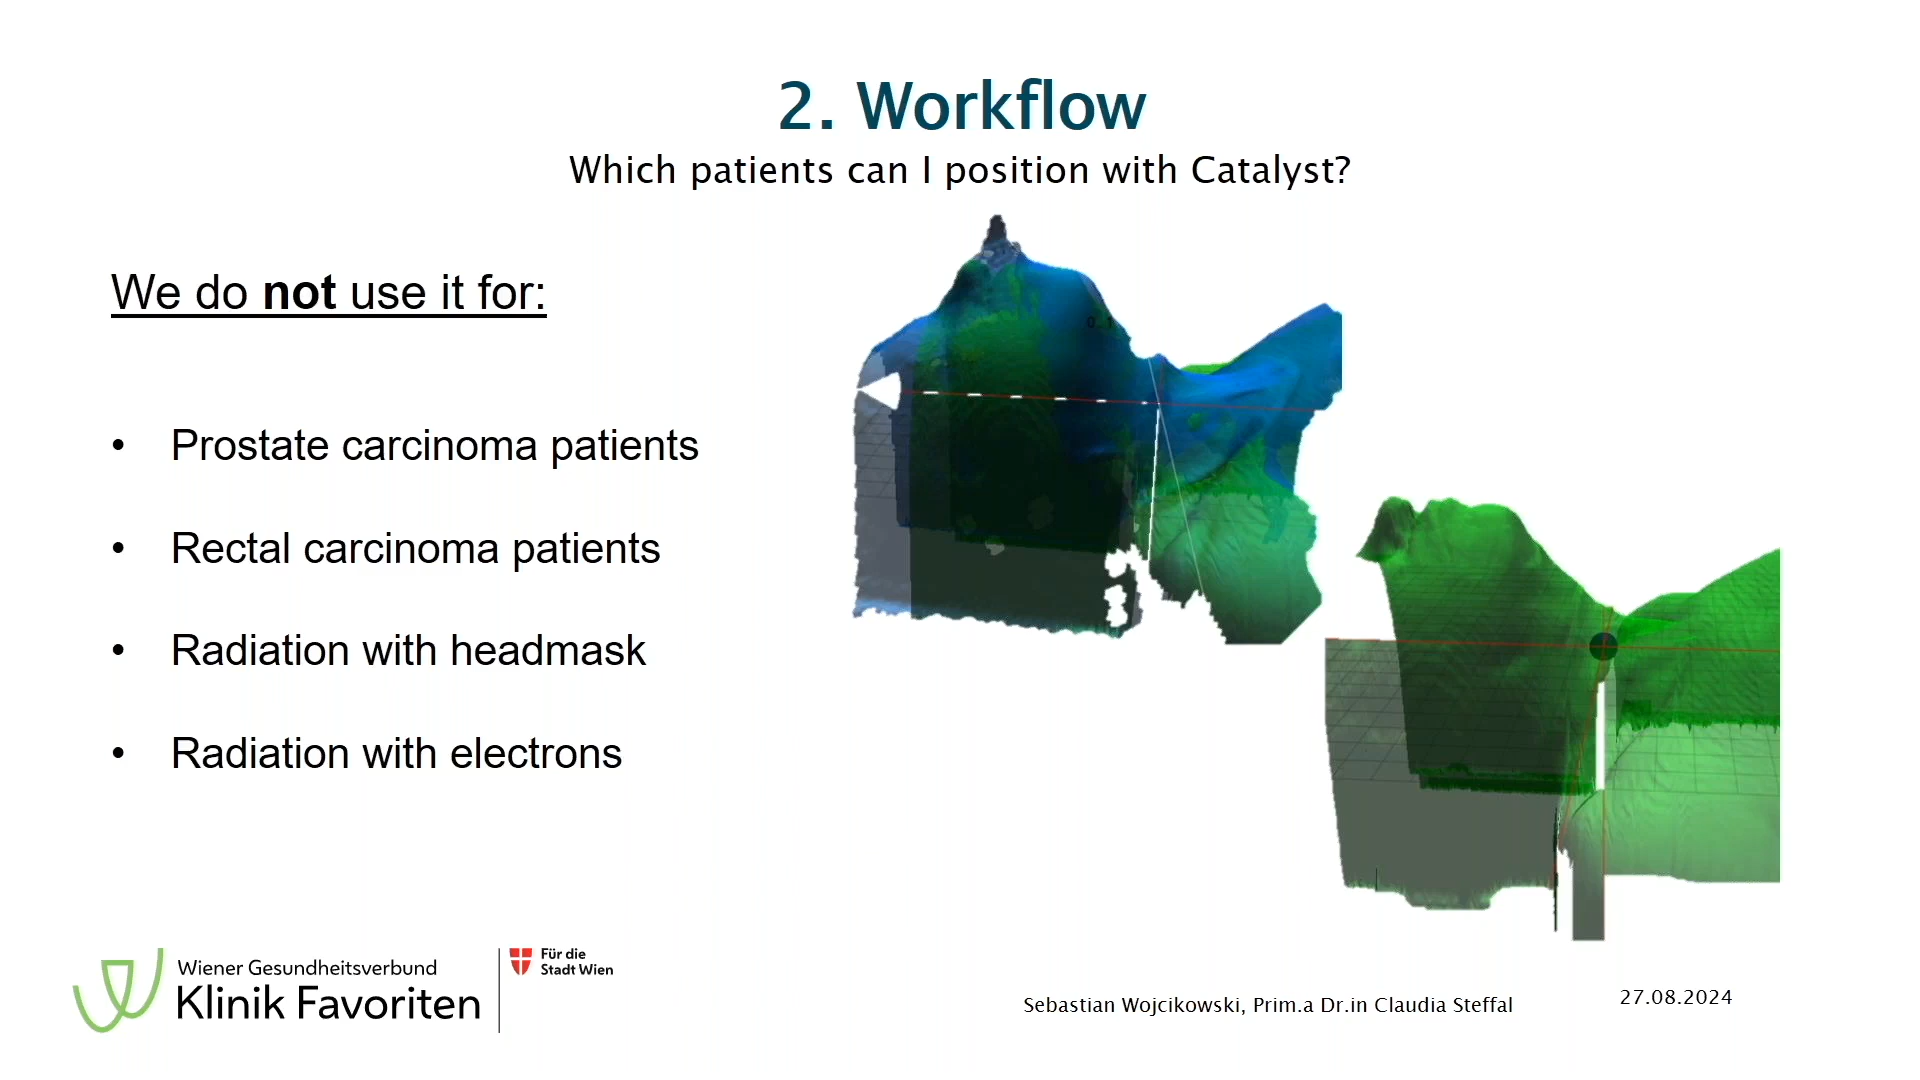 2. Workflow
Which patients can I position with Catalyst?
We do not use it for:
• Prostate carcinoma patients
• Rectal carcinoma patients
• Radiation with headmask
• Radiation with electrons
Wiener Gesundheitsverbund
Klinik Favoriten
Für die
Stadt Wien
Sebastian Wojcikowski, Prim.a Dr.in Claudia Steffal
27.08.2024